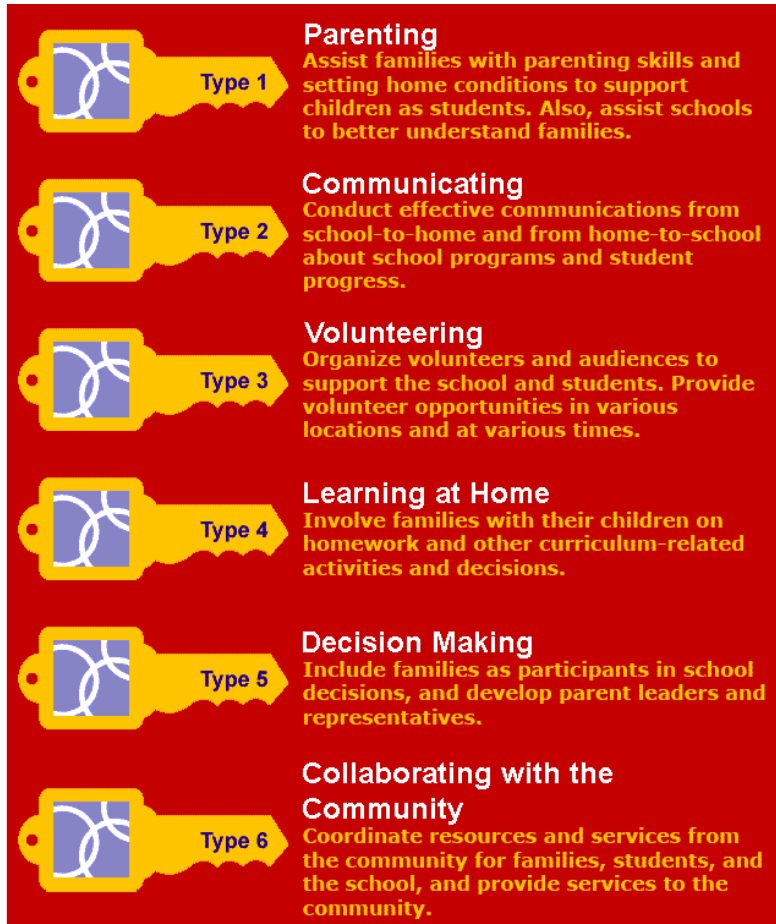 Type 1
Parenting
Assist families with parenting skills and
setting home conditions to support
children as students. Also, assist schools
to better understand families.
Type 2
Communicating
Conduct effective communications from
school-to-home and from home-to-school
about school programs and student
progress.
Type 3
Volunteering
Organize volunteers and audiences to
support the school and students. Provide
volunteer opportunities in various
locations and at various times.
Type 4
Learning at Home
Involve families with their children on
homework and other curriculum-related
activities and decisions.
Type 5
Decision Making
Include families as participants in school
decisions, and develop parent leaders and
representatives.
Type 6
Collaborating with the
Community
Coordinate resources and services from
the community for families, students, and
the school, and provide services to the
community.